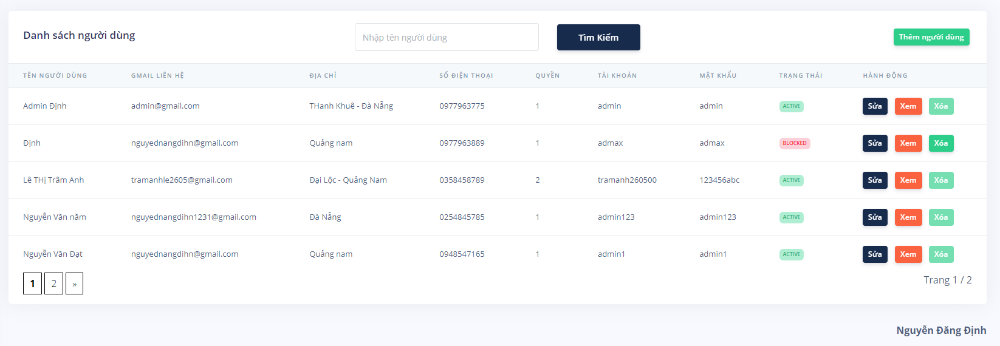 Danh sách người dùng Nhập tên người dùng Tìm Kiếm Thêm người dùng
TÊN NGƯỜI DÙNG GMAIL LIÊN HỆ ĐỊA CHỈ SỐ ĐIỆN THOẠI QUYỀN TÀI KHOẢN MẬT KHẨU TRẠNG THÁI HÀNH ĐỘNG
Admin Định admin@gmail.com THanh Khuê - Đà Nẵng 0977963775 1 admin admin ACTIVE Sửa Xem Xóa
Định nguyednangdihn@gmail.com Quảng nam 0977963889 1 admax admax BLOCKED Sửa Xem Xóa
Lê THị Trâm Anh tramanhle2605@gmail.com Đại Lộc - Quảng Nam 0358458789 2 tramanh260500 123456abc ACTIVE Sửa Xem Xóa
Nguyễn Văn năm nguyednangdihn1231@gmail.com Đà Nẵng 0254845785 1 admin123 admin123 ACTIVE Sửa Xem Xóa
Nguyễn Văn Đạt nguyednangdihn@gmail.com Quảng nam 0948547165 1 admin1 admin1 ACTIVE Sửa Xem Xóa
1 2 » Trang 1 / 2
Nguyễn Đăng Định